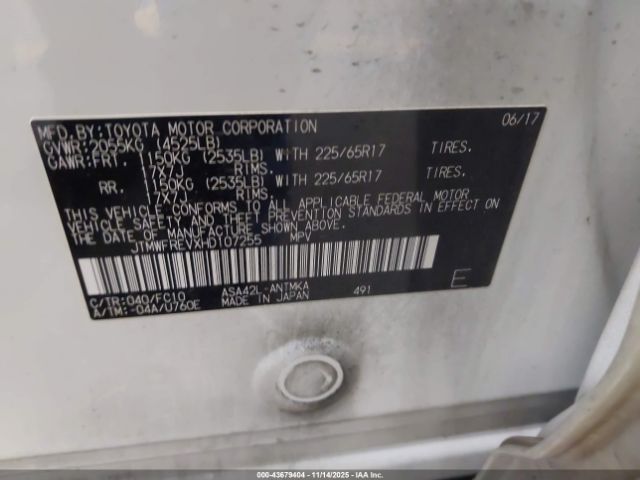 MFD.BY:TOYOTA MOTOR CORPORATION 06/17
GVWR:2055KG (4525LB)
GAWR:FRT. 1150KG (2535LB) WITH 225/65R17 TIRES.
17X7J RIMS.
RR. 1150KG (2535LB) WITH 225/65R17 TIRES.
17X7J RIMS.
THIS VEHICLE CONFORMS TO ALL APPLICABLE FEDERAL MOTOR
VEHICLE SAFETY AND THEFT PREVENTION STANDARDS IN EFFECT ON
THE DATE OF MANUFACTURE SHOWN ABOVE.
JTMWFREVXHD107255 MPV
C/TR:040/FC10 ASA42L-ANTMKA 491 E
A/TM:-04A/U760E MADE IN JAPAN
000-43679404 - 11/14/2025 - IAAI.COM